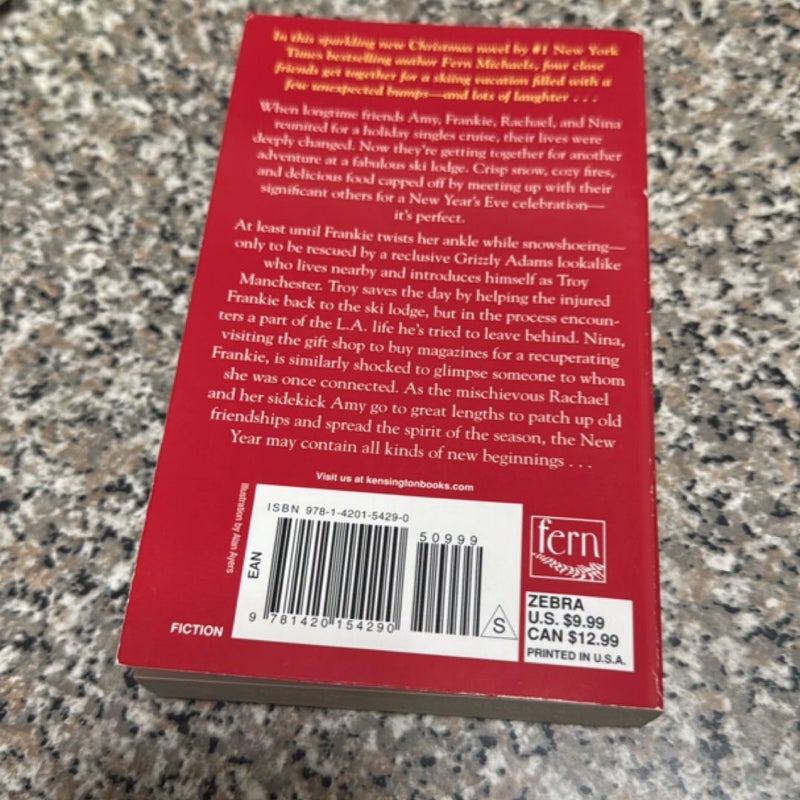 In this sparkling new Christmas novel by #1 New York
Times bestselling author Fern Michaels, four close
friends get together for a skiing vacation filled with a
few unexpected bumps—and lots of laughter . . .
When longtime friends Amy, Frankie, Rachael, and Nina
reunited for a holiday singles cruise, their lives were
deeply changed. Now they're getting together for another
adventure at a fabulous ski lodge. Crisp snow, cozy fires,
and delicious food capped off by meeting up with their
significant others for a New Year's Eve celebration—
it's perfect.
At least until Frankie twists her ankle while snowshoeing—
only to be rescued by a reclusive Grizzly Adams lookalike
who lives nearby and introduces himself as Troy
Manchester. Troy saves the day by helping the injured
Frankie back to the ski lodge, but in the process encoun-
ters a part of the L.A. life he's tried to leave behind. Nina,
visiting the gift shop to buy magazines for a recuperating
Frankie, is similarly shocked to glimpse someone to whom
she was once connected. As the mischievous Rachael
and her sidekick Amy go to great lengths to patch up old
friendships and spread the spirit of the season, the New
Year may contain all kinds of new beginnings . . .
Visit us at kensingtonbooks.com
Illustration by Alan Ayers
ISBN 978-1-4201-5429-0
50999
EAN
9 781420 154290
S
FICTION
fern
ZEBRA
U.S. $9.99
CAN $12.99
PRINTED IN U.S.A.